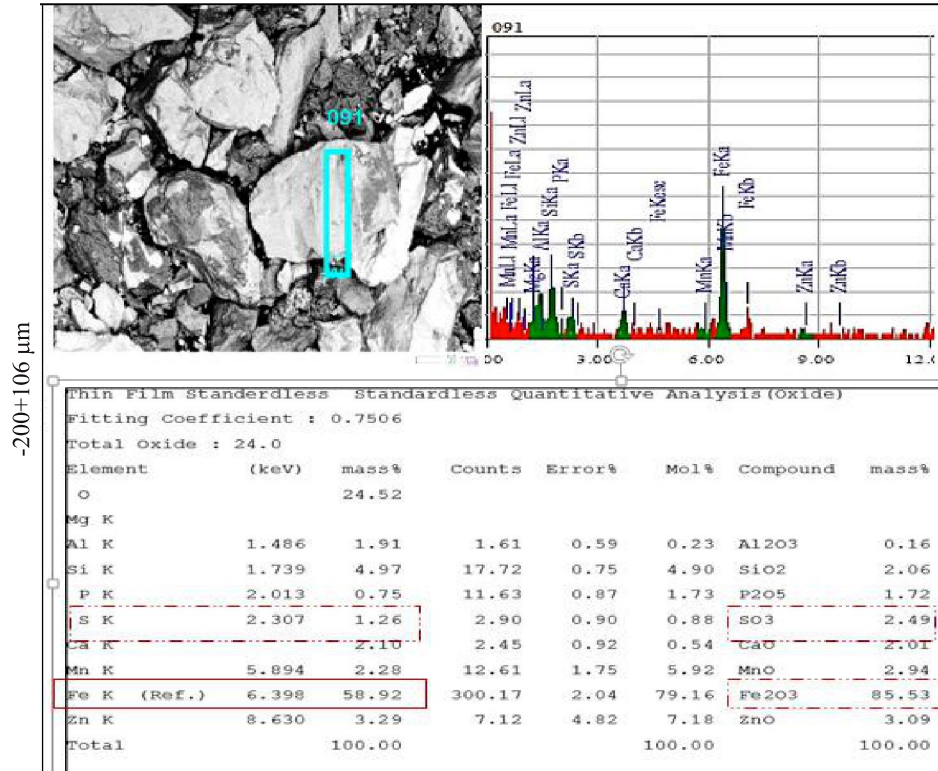 091
091
MnLl MnLa FeLl FeLa ZnLl ZnLa
MgKa AlKa SiKa PKa
SKa SKb
CaKa CaKb FeKesc
MnKa MnKb FeKa FeKb
ZnKa ZnKb
3.00 6.00 9.00
-200+106 µm
Thin Film Standerdless Standardless Quantitative Analysis(Oxide)
Fitting Coefficient : 0.7506
Total Oxide : 24.0
Element (keV) mass% Counts Error% Mol% Compound mass%
O 24.52
Mg K
Al K 1.486 1.91 1.61 0.59 0.23 Al2O3 0.16
Si K 1.739 4.97 17.72 0.75 4.90 SiO2 2.06
P K 2.013 0.75 11.63 0.87 1.73 P2O5 1.72
S K 2.307 1.26 2.90 0.90 0.88 SO3 2.49
Ca K 2.10 2.45 0.92 0.54 CaO 2.01
Mn K 5.894 2.28 12.61 1.75 5.92 MnO 2.94
Fe K (Ref.) 6.398 58.92 300.17 2.04 79.16 Fe2O3 85.53
Zn K 8.630 3.29 7.12 4.82 7.18 ZnO 3.09
Total 100.00 100.00 100.00